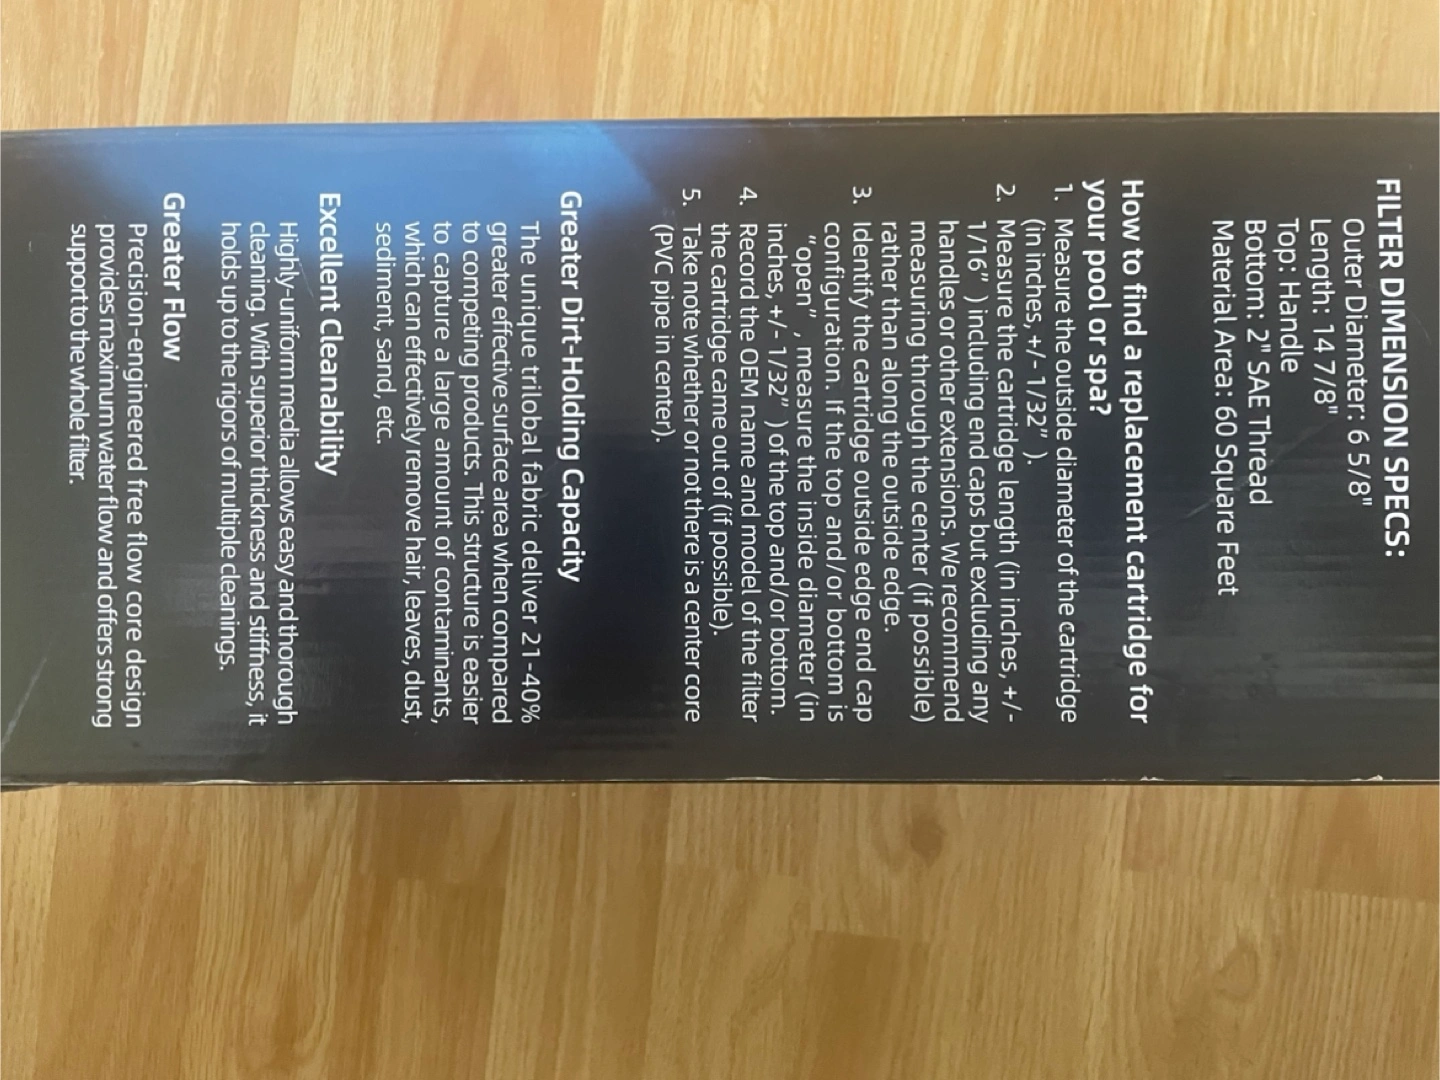 FILTER DIMENSION SPECS:
Outer Diameter: 6 5/8"
Length: 14 7/8"
Top: Handle
Bottom: 2" SAE Thread
Material Area: 60 Square Feet
How to find a replacement cartridge for
your pool or spa?
1. Measure the outside diameter of the cartridge
(in inches, +/- 1/32” ).
2. Measure the cartridge length (in inches, +/-
1/16” ) including end caps but excluding any
handles or other extensions. We recommend
measuring through the center (if possible)
rather than along the outside edge.
3. Identify the cartridge outside edge end cap
configuration. If the top and/or bottom is
“open” , measure the inside diameter (in
inches, +/- 1/32” ) of the top and/or bottom.
4. Record the OEM name and model of the filter
the cartridge came out of (if possible).
5. Take note whether or not there is a center core
(PVC pipe in center).
Greater Dirt-Holding Capacity
The unique trilobal fabric deliver 21-40%
greater effective surface area when compared
to competing products. This structure is easier
to capture a large amount of contaminants,
which can effectively remove hair, leaves, dust,
sediment, sand, etc.
Excellent Cleanability
Highly-uniform media allows easy and thorough
cleaning. With superior thickness and stiffness, it
holds up to the rigors of multiple cleanings.
Greater Flow
Precision-engineered free flow core design
provides maximum water flow and offers strong
support to the whole filter.